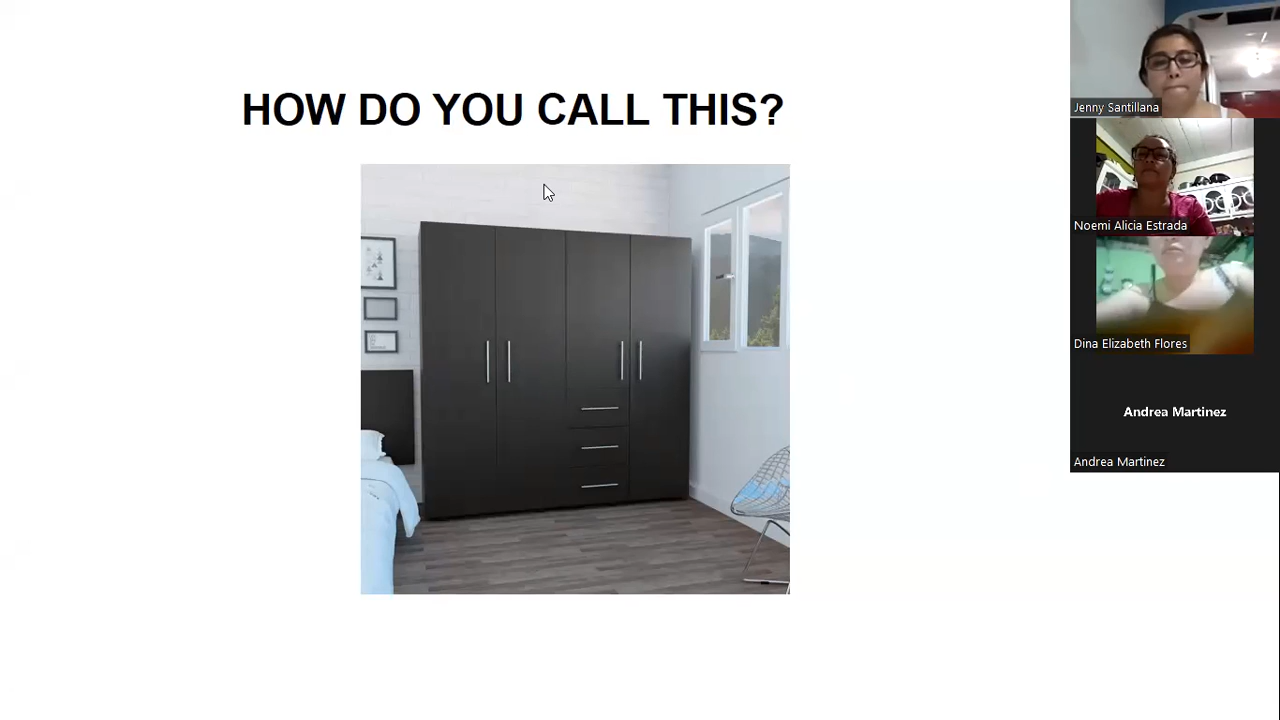 HOW DO YOU CALL THIS?
Jenny Santillana
Noemi Alicia Estrada
Dina Elizabeth Flores
Andrea Martinez
Andrea Martinez